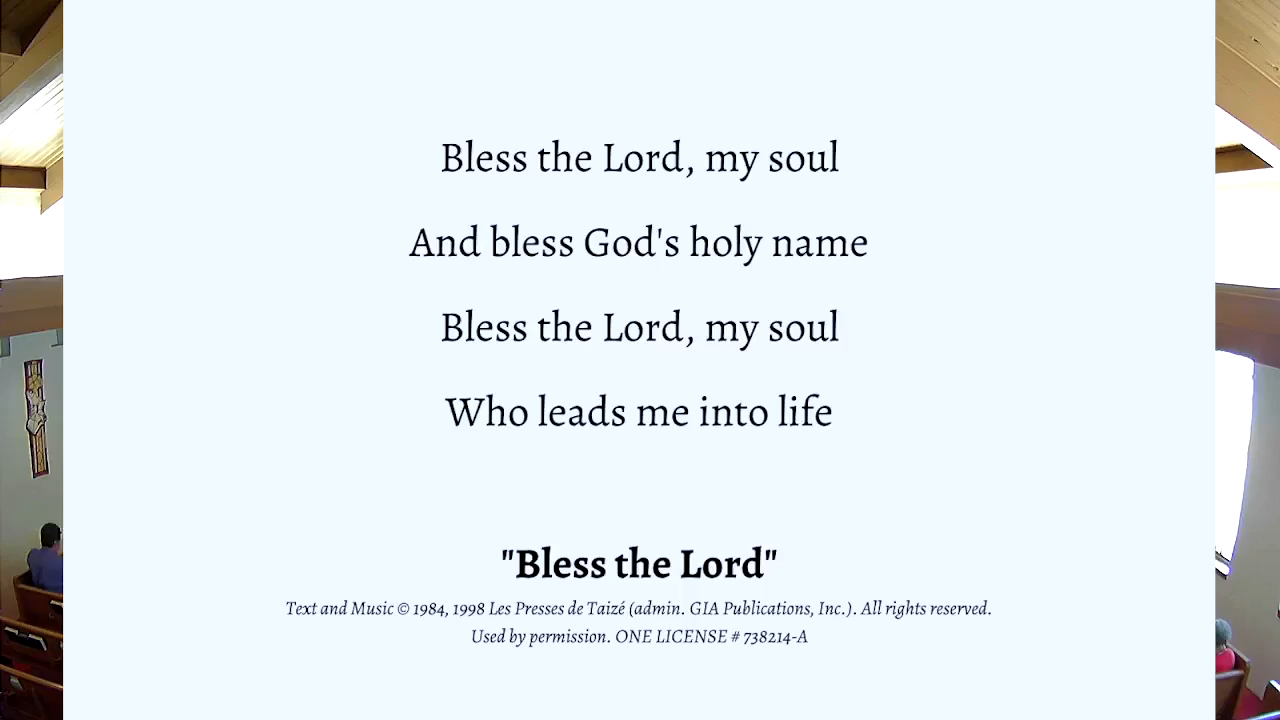 Bless the Lord, my soul
And bless God's holy name
Bless the Lord, my soul
Who leads me into life
"Bless the Lord"
Text and Music © 1984, 1998 Les Presses de Taizé (admin. GIA Publications, Inc.). All rights reserved.
Used by permission. ONE LICENSE # 738214-A